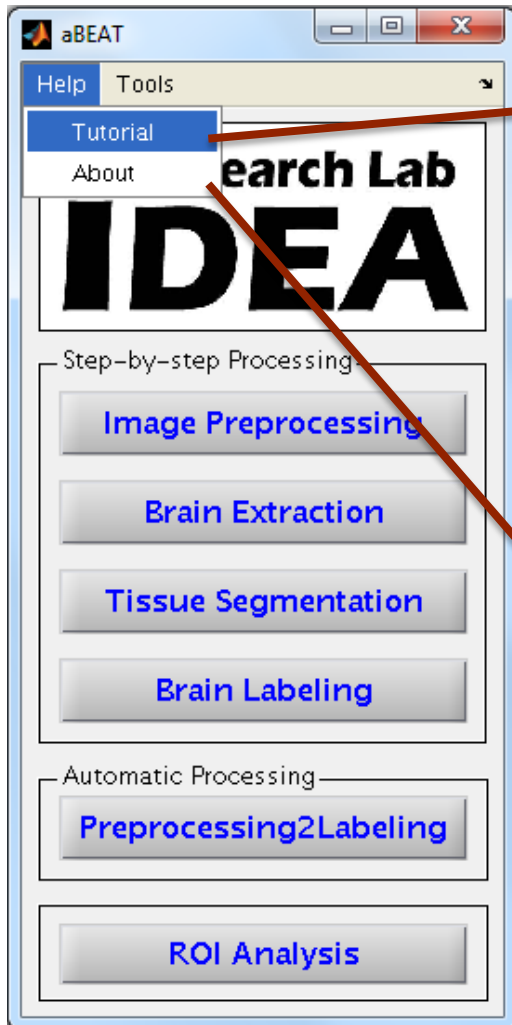 aBEAT
Help Tools
Tutorial
About
earch Lab
IDEA
Step-by-step Processing
Image Preprocessing
Brain Extraction
Tissue Segmentation
Brain Labeling
Automatic Processing
Preprocessing2Labeling
ROI Analysis